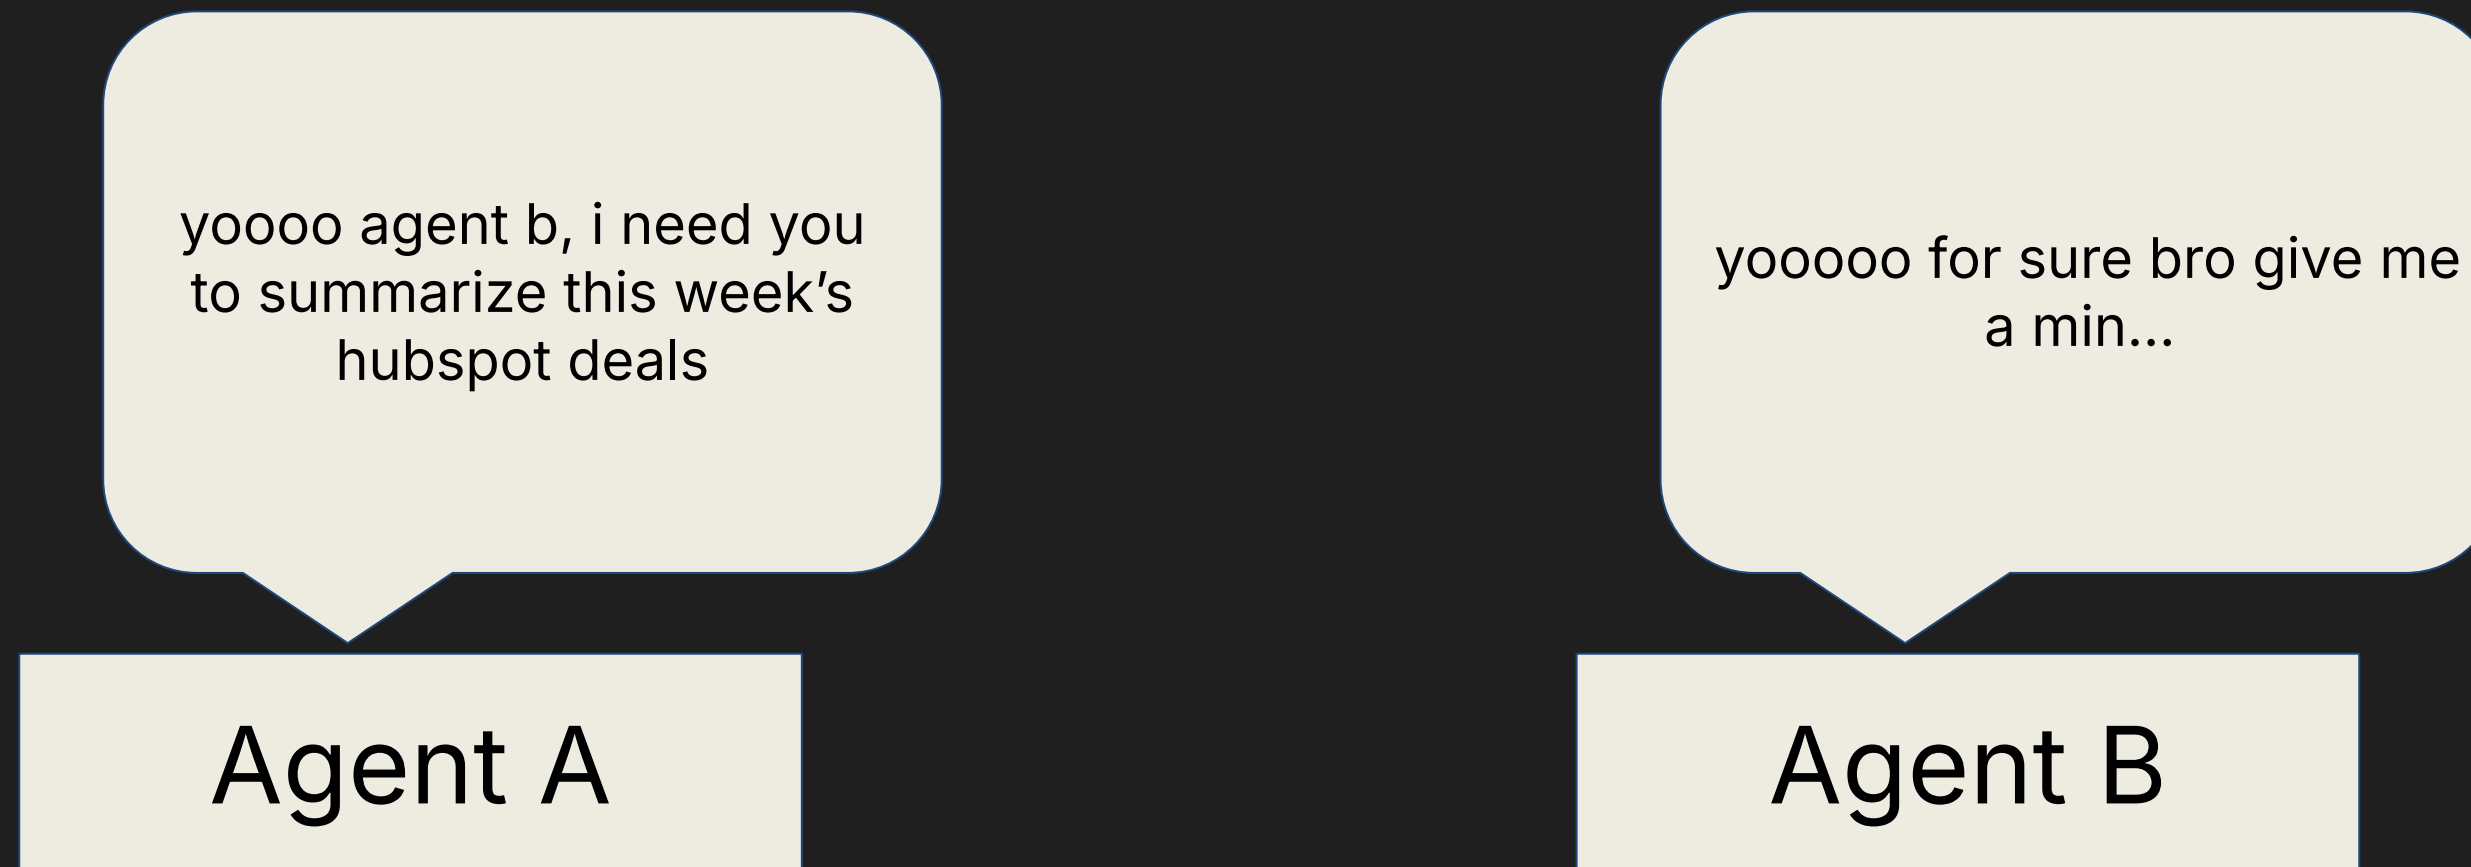 yoooo agent b, i need you
to summarize this week’s
hubspot deals
yooooo for sure bro give me
a min...
Agent A
Agent B